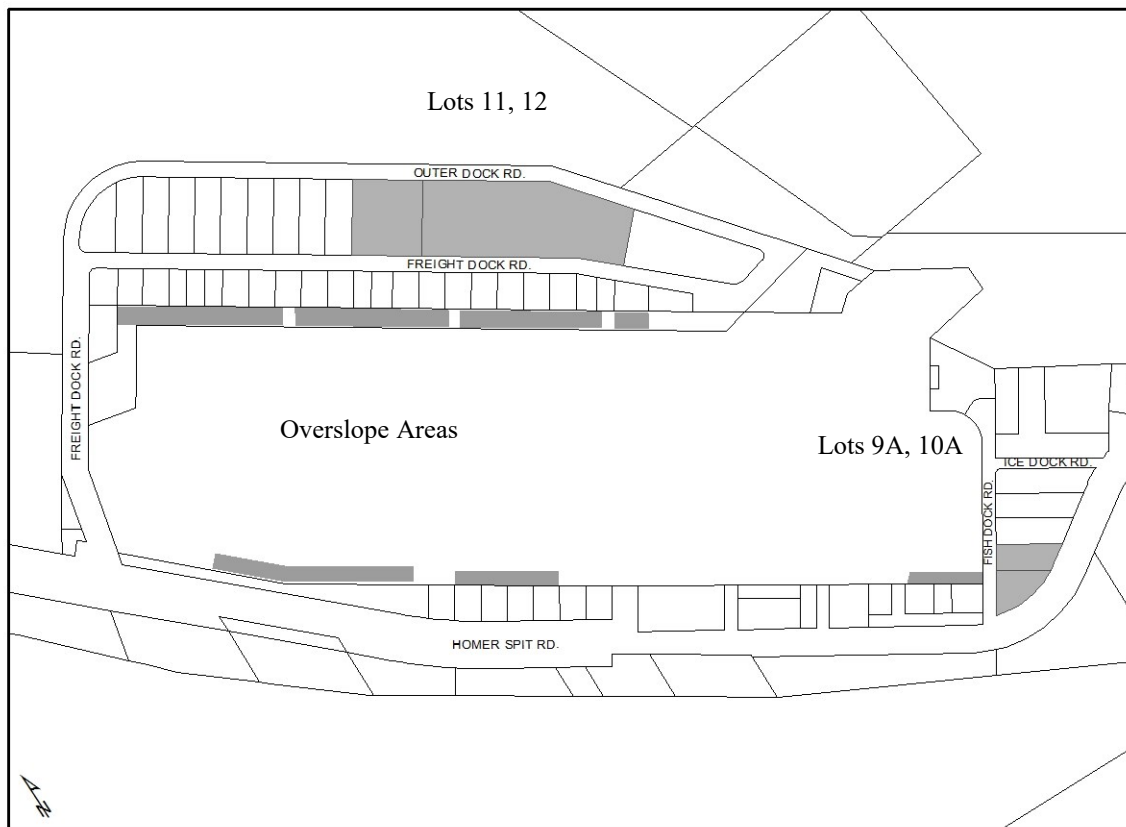 Lots 11, 12
OUTER DOCK RD.
FREIGHT DOCK RD.
FREIGHT DOCK RD.
Overslope Areas
Lots 9A, 10A
ICE DOCK RD.
FISH DOCK RD.
HOMER SPIT RD.
N